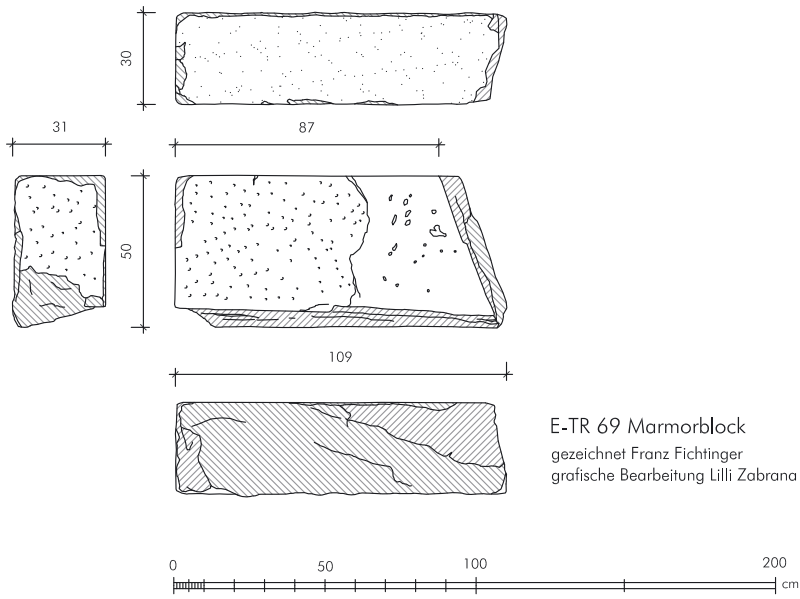 30
31
87
50
109
E-TR 69 Marmorblock
gezeichnet Franz Fichtinger
grafische Bearbeitung Lilli Zabrana
0 50 100 200 cm